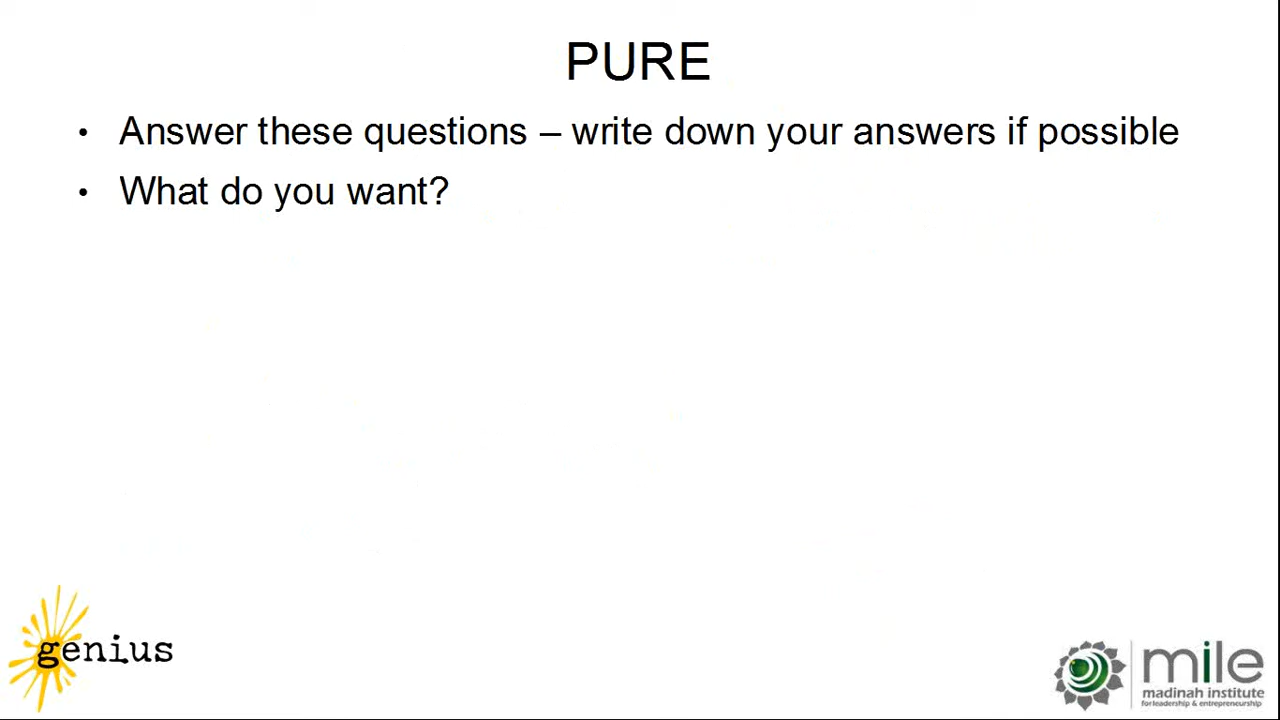 PURE
• Answer these questions – write down your answers if possible
• What do you want?
genius
mile
madinah institute
for leadership & entrepreneurship